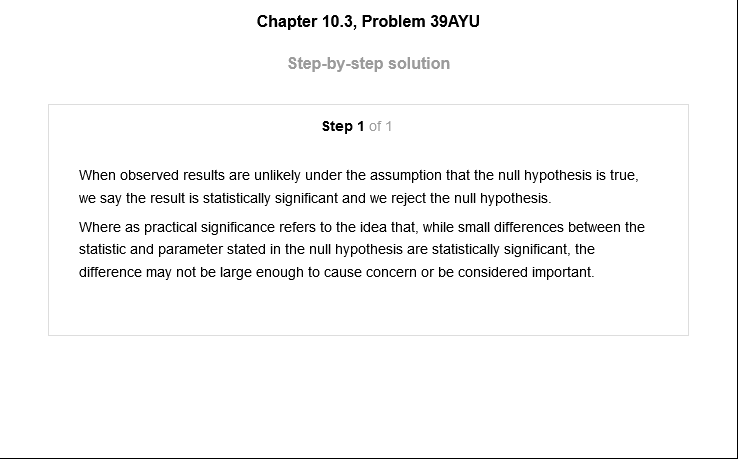 Chapter 10.3, Problem 39AYU
Step-by-step solution
Step 1 of 1
When observed results are unlikely under the assumption that the null hypothesis is true,
we say the result is statistically significant and we reject the null hypothesis.
Where as practical significance refers to the idea that, while small differences between the
statistic and parameter stated in the null hypothesis are statistically significant, the
difference may not be large enough to cause concern or be considered important.